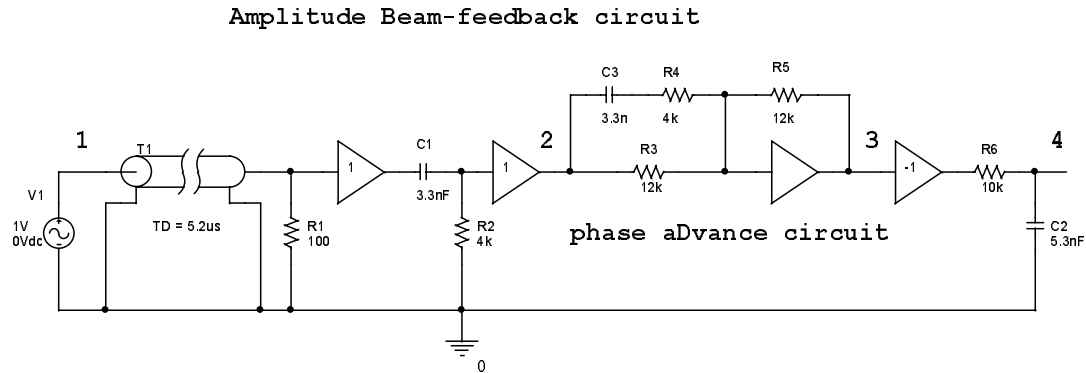 Amplitude Beam-feedback circuit
C3
R4
R5
3.3n
4k
12k
1
T1
C1
2
R3
3
R6
4
1
1
-1
V1
3.3nF
12k
10k
1V
0Vdc
TD = 5.2us
R1
100
R2
4k
phase aDvance circuit
C2
5.3nF
0